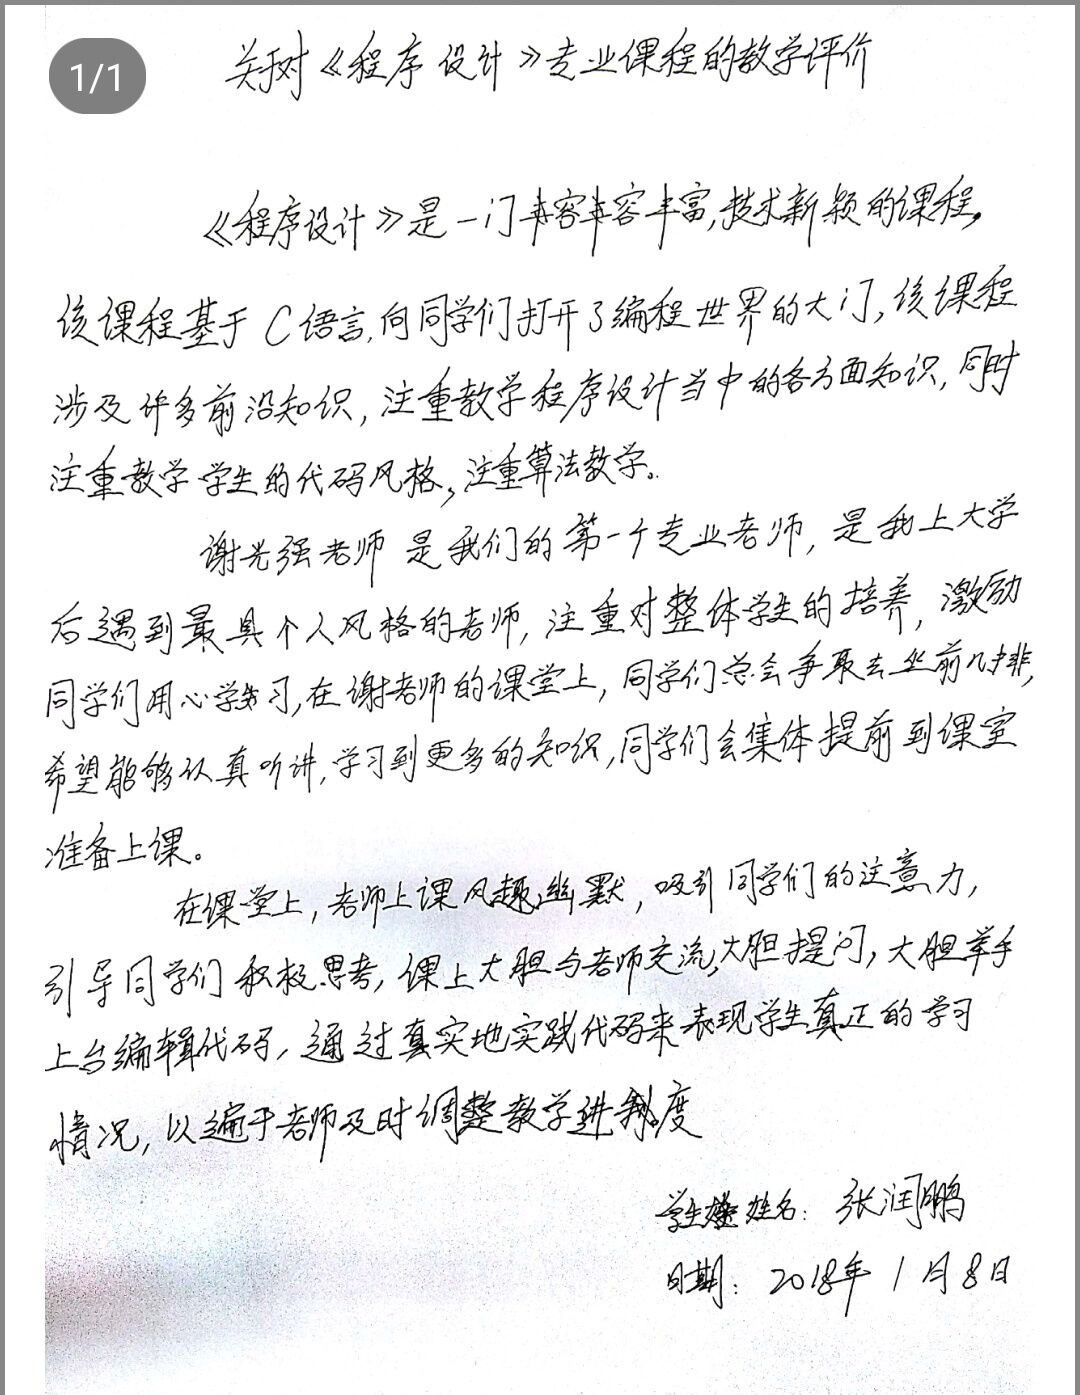 1/1
关于对《程序设计》专业课程的教学评价
《程序设计》是一门丰富,技术新颖的课程,
该课程基于C语言,向同学们打开了编程世界的大门,该课程
涉及许多前沿知识,注重教学程序设计当中的各方面知识,同时
注重教学学生的代码风格,注重算法教学。
谢光强老师是我们的第一个专业老师,是我上大学
后遇到最具个人风格的老师,注重对整体学生的培养,激励
同学们用心学习,在谢老师的课堂上,同学们总会争取去坐前几排,
希望能够认真听讲,学习到更多的知识,同学们会集体提前到课室
准备上课。
在课堂上,老师上课风趣幽默,吸引同学们的注意力,
引导同学们积极思考,课上大胆与老师交流,大胆提问,大胆举手
上台编辑代码,通过真实地实践代码来表现学生真正的学习
情况,以便于老师及时调整教学进度
学生姓名:张润鹏
日期:2018年1月8日